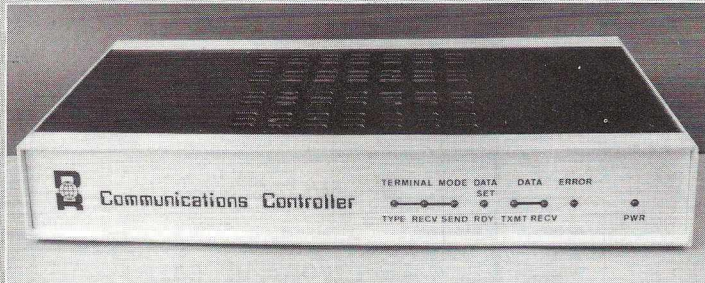 Communications Controller
TERMINAL MODE DATA SET DATA ERROR
TYPE RECV SEND RDY TXMT RECV PWR